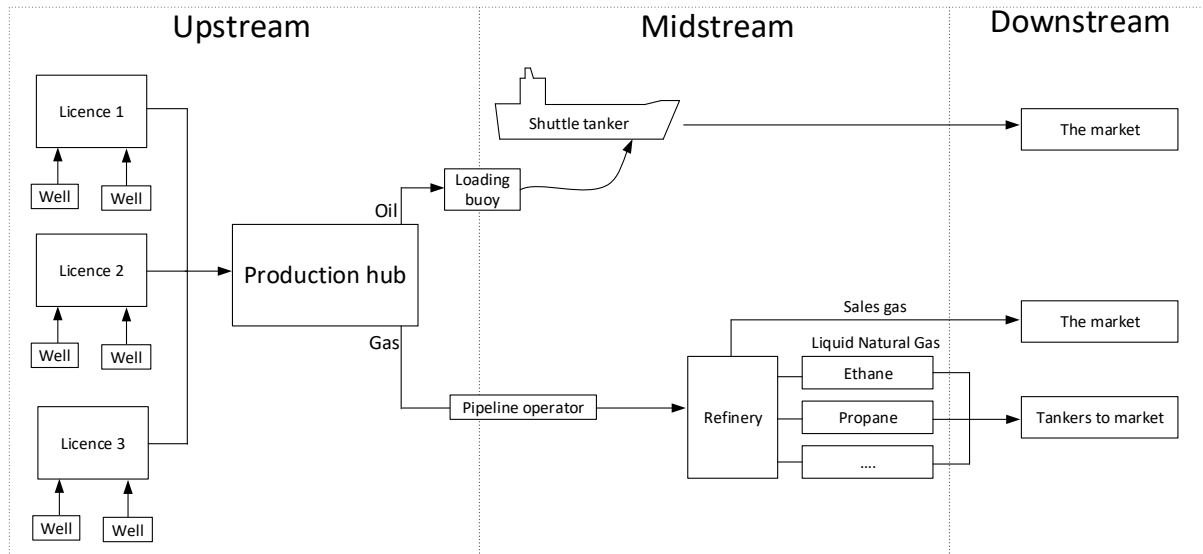 Upstream
Midstream
Downstream
Licence 1
Well
Well
Shuttle tanker
The market
Loading
buoy
Oil
Licence 2
Well
Well
Production hub
Gas
Sales gas
The market
Liquid Natural Gas
Ethane
Pipeline operator
Refinery
Propane
Tankers to market
....
Licence 3
Well
Well